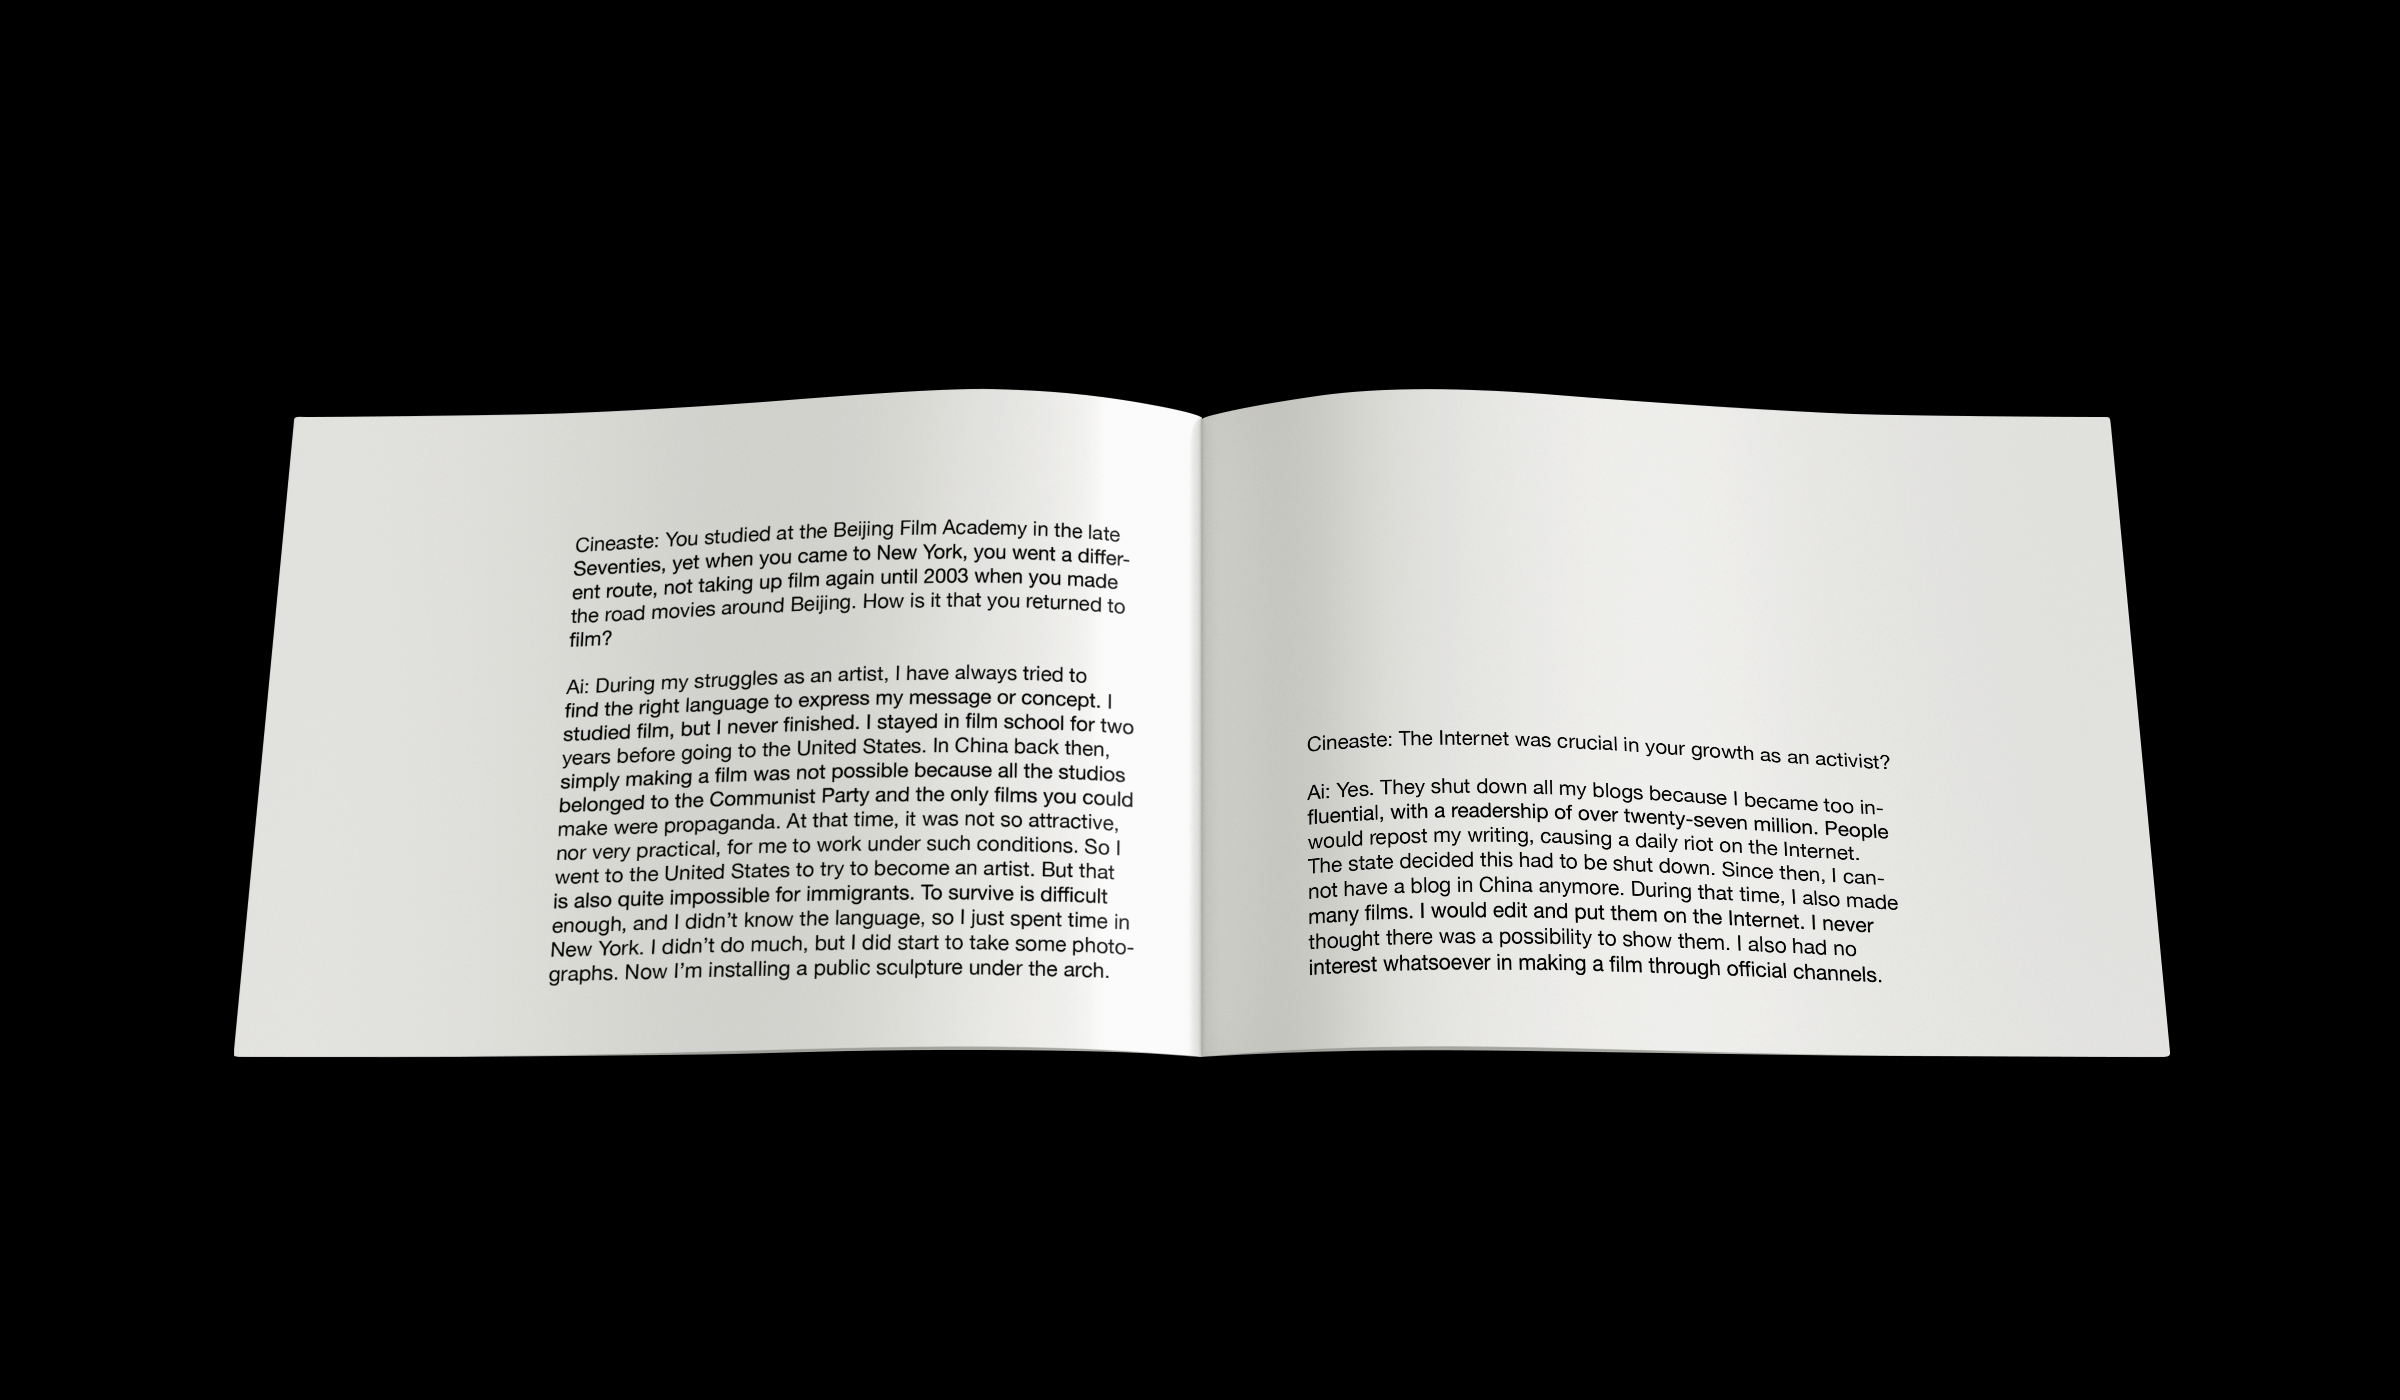 Cineaste: You studied at the Beijing Film Academy in the late
Seventies, yet when you came to New York, you went a differ-
ent route, not taking up film again until 2003 when you made
the road movies around Beijing. How is it that you returned to
film?
Ai: During my struggles as an artist, I have always tried to
find the right language to express my message or concept. I
studied film, but I never finished. I stayed in film school for two
years before going to the United States. In China back then,
simply making a film was not possible because all the studios
belonged to the Communist Party and the only films you could
make were propaganda. At that time, it was not so attractive,
nor very practical, for me to work under such conditions. So I
went to the United States to try to become an artist. But that
is also quite impossible for immigrants. To survive is difficult
enough, and I didn’t know the language, so I just spent time in
New York. I didn’t do much, but I did start to take some photo-
graphs. Now I’m installing a public sculpture under the arch.
Cineaste: The Internet was crucial in your growth as an activist?
Ai: Yes. They shut down all my blogs because I became too in-
fluential, with a readership of over twenty-seven million. People
would repost my writing, causing a daily riot on the Internet.
The state decided this had to be shut down. Since then, I can-
not have a blog in China anymore. During that time, I also made
many films. I would edit and put them on the Internet. I never
thought there was a possibility to show them. I also had no
interest whatsoever in making a film through official channels.